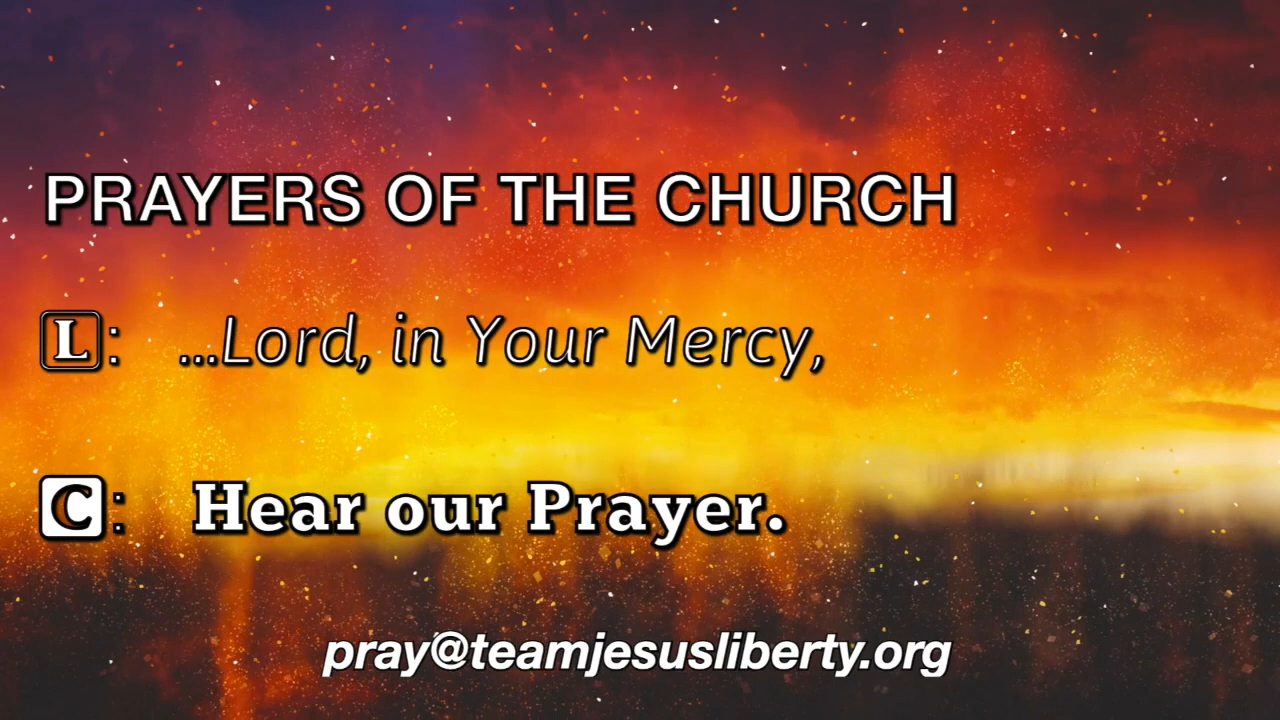 PRAYERS OF THE CHURCH
L: ...Lord, in Your Mercy,
C: Hear our Prayer.
pray@teamjesusliberty.org